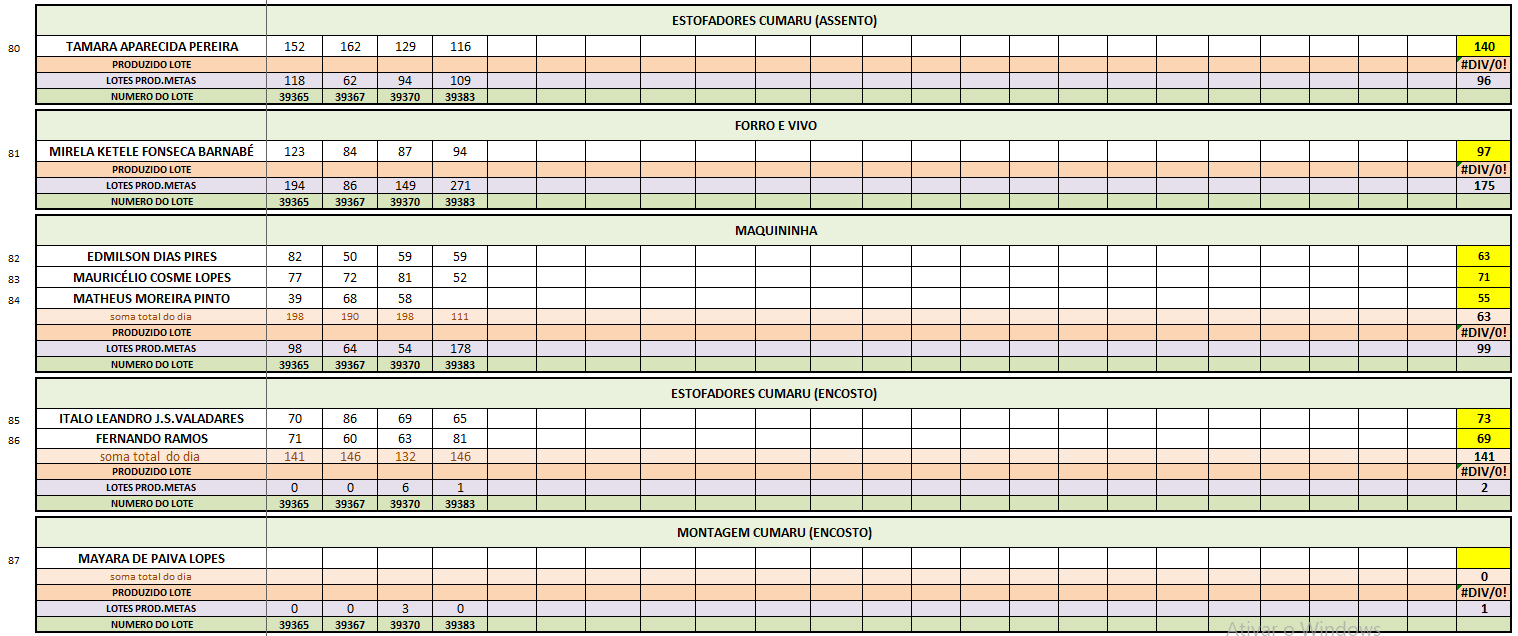 ESTOFADORES CUMARU (ASSENTO)
80 TAMARA APARECIDA PEREIRA 152 162 129 116 140
PRODUZIDO LOTE #DIV/0!
LOTES PROD.METAS 118 62 94 109 96
NUMERO DO LOTE 39365 39367 39370 39383
FORRO E VIVO
81 MIRELA KETELE FONSECA BARNABÉ 123 84 87 94 97
PRODUZIDO LOTE #DIV/0!
LOTES PROD.METAS 194 86 149 271 175
NUMERO DO LOTE 39365 39367 39370 39383
MAQUININHA
82 EDMILSON DIAS PIRES 82 50 59 59 63
83 MAURICÉLIO COSME LOPES 77 72 81 52 71
84 MATHEUS MOREIRA PINTO 39 68 58 55
soma total do dia 198 190 198 111 63
PRODUZIDO LOTE #DIV/0!
LOTES PROD.METAS 98 64 54 178 99
NUMERO DO LOTE 39365 39367 39370 39383
ESTOFADORES CUMARU (ENCOSTO)
85 ITALO LEANDRO J.S.VALADARES 70 86 69 65 73
86 FERNANDO RAMOS 71 60 63 81 69
soma total do dia 141 146 132 146 141
PRODUZIDO LOTE #DIV/0!
LOTES PROD.METAS 0 0 6 1 2
NUMERO DO LOTE 39365 39367 39370 39383
MONTAGEM CUMARU (ENCOSTO)
87 MAYARA DE PAIVA LOPES
soma total do dia 0
PRODUZIDO LOTE #DIV/0!
LOTES PROD.METAS 0 0 3 0 1
NUMERO DO LOTE 39365 39367 39370 39383
Ativar o Windows